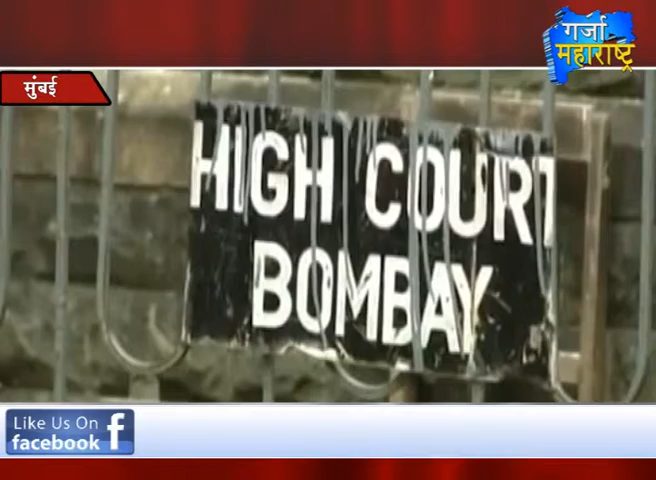 गर्जा
महाराष्ट्र
मुंबई
HIGH COURT
BOMBAY
Like Us On
facebook f